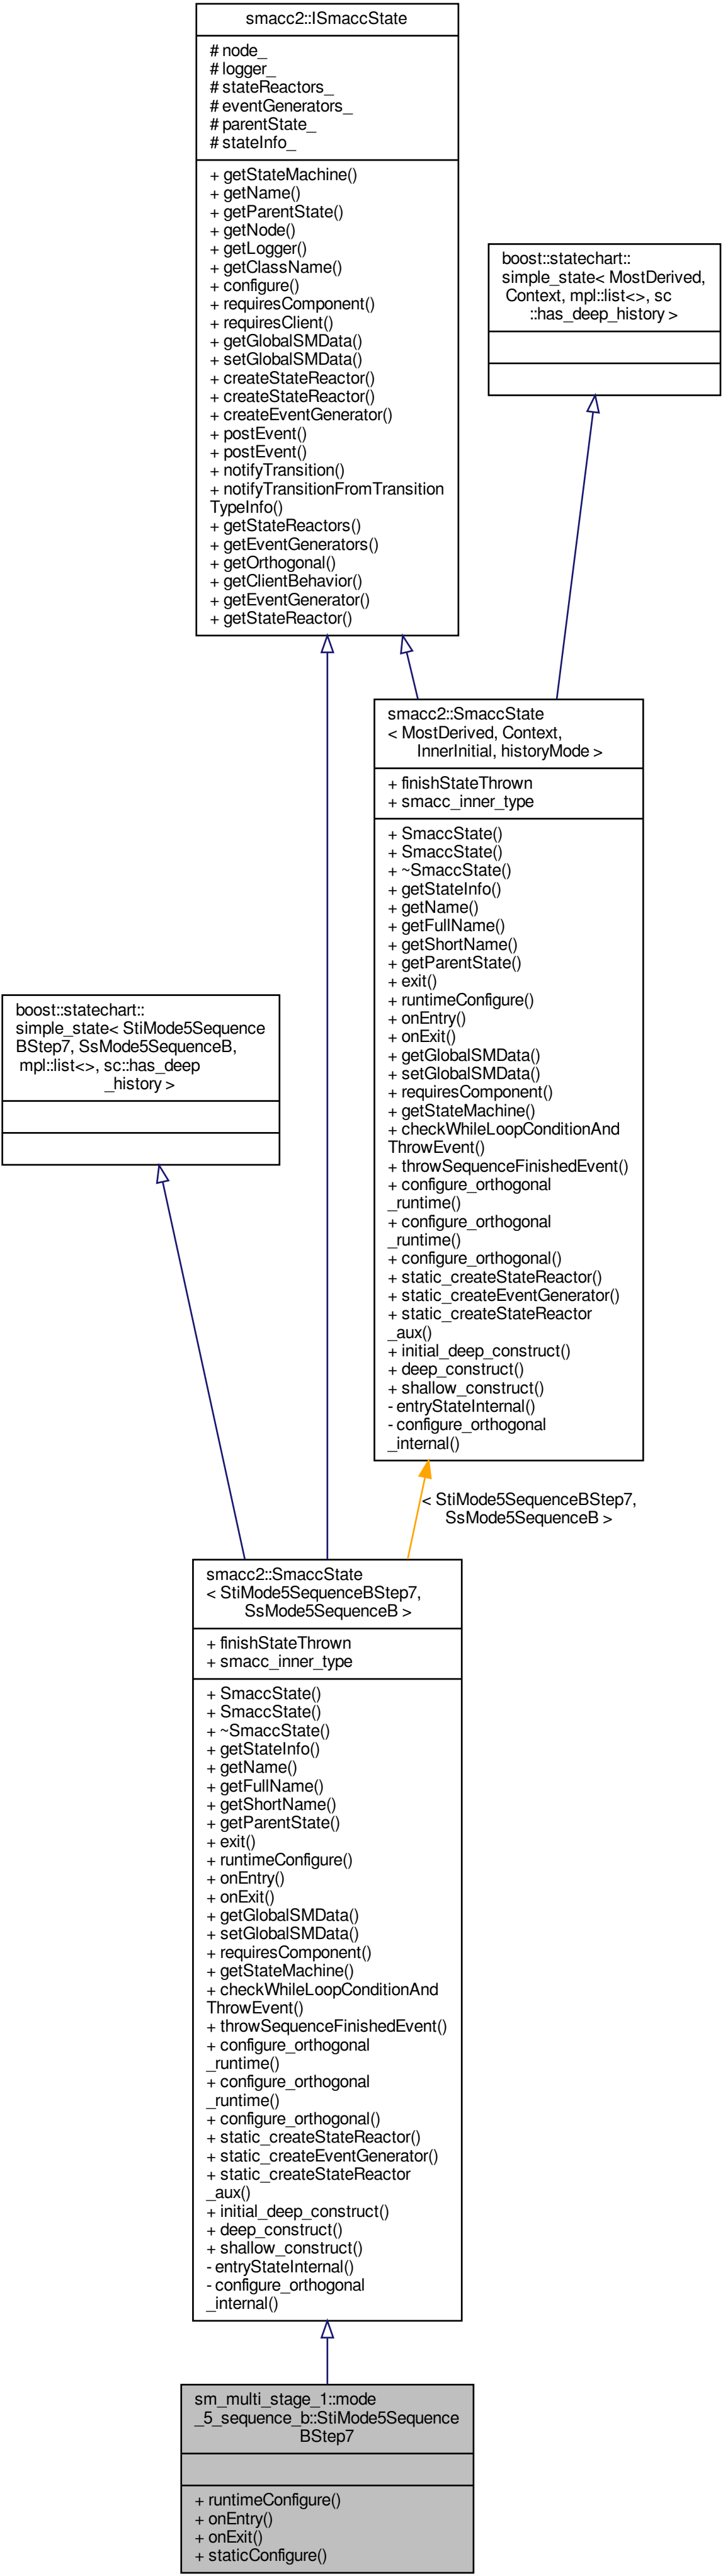 smacc2::ISmaccState
# node_
# logger_
# stateReactors_
# eventGenerators_
# parentState_
# stateInfo_
+ getStateMachine()
+ getName()
+ getParentState()
+ getNode()
+ getLogger()
+ getClassName()
+ configure()
+ requiresComponent()
+ requiresClient()
+ getGlobalSMData()
+ setGlobalSMData()
+ createStateReactor()
+ createStateReactor()
+ createEventGenerator()
+ postEvent()
+ postEvent()
+ notifyTransition()
+ notifyTransitionFromTransition
TypeInfo()
+ getStateReactors()
+ getEventGenerators()
+ getOrthogonal()
+ getClientBehavior()
+ getEventGenerator()
+ getStateReactor()
boost::statechart::
simple_state< MostDerived,
Context, mpl::list<>, sc
::has_deep_history >
smacc2::SmaccState
< MostDerived, Context,
InnerInitial, historyMode >
+ finishStateThrown
+ smacc_inner_type
+ SmaccState()
+ SmaccState()
+ ~SmaccState()
+ getStateInfo()
+ getName()
+ getFullName()
+ getShortName()
+ getParentState()
+ exit()
+ runtimeConfigure()
+ onEntry()
+ onExit()
+ getGlobalSMData()
+ setGlobalSMData()
+ requiresComponent()
+ getStateMachine()
+ checkWhileLoopConditionAnd
ThrowEvent()
+ throwSequenceFinishedEvent()
+ configure_orthogonal
_runtime()
+ configure_orthogonal
_runtime()
+ configure_orthogonal()
+ static_createStateReactor()
+ static_createEventGenerator()
+ static_createStateReactor
_aux()
+ initial_deep_construct()
+ deep_construct()
+ shallow_construct()
- entryStateInternal()
- configure_orthogonal
_internal()
boost::statechart::
simple_state< StiMode5Sequence
BStep7, SsMode5SequenceB,
mpl::list<>, sc::has_deep
_history >
< StiMode5SequenceBStep7,
SsMode5SequenceB >
smacc2::SmaccState
< StiMode5SequenceBStep7,
SsMode5SequenceB >
+ finishStateThrown
+ smacc_inner_type
+ SmaccState()
+ SmaccState()
+ ~SmaccState()
+ getStateInfo()
+ getName()
+ getFullName()
+ getShortName()
+ getParentState()
+ exit()
+ runtimeConfigure()
+ onEntry()
+ onExit()
+ getGlobalSMData()
+ setGlobalSMData()
+ requiresComponent()
+ getStateMachine()
+ checkWhileLoopConditionAnd
ThrowEvent()
+ throwSequenceFinishedEvent()
+ configure_orthogonal
_runtime()
+ configure_orthogonal
_runtime()
+ configure_orthogonal()
+ static_createStateReactor()
+ static_createEventGenerator()
+ static_createStateReactor
_aux()
+ initial_deep_construct()
+ deep_construct()
+ shallow_construct()
- entryStateInternal()
- configure_orthogonal
_internal()
sm_multi_stage_1::mode
_5_sequence_b::StiMode5Sequence
BStep7
+ runtimeConfigure()
+ onEntry()
+ onExit()
+ staticConfigure()